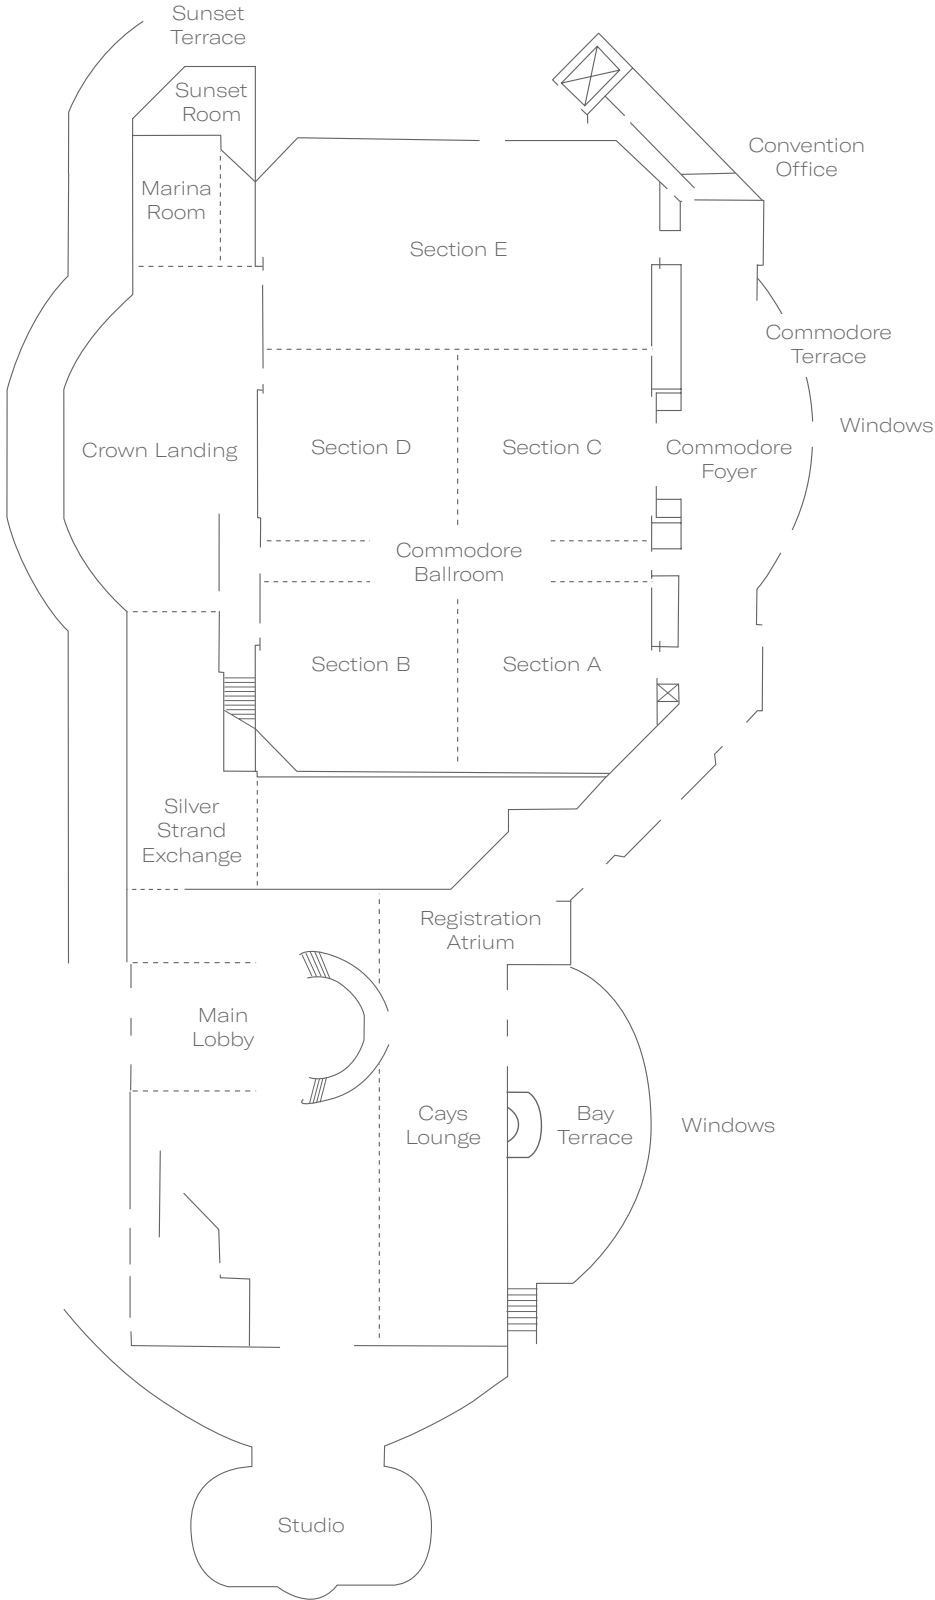 Sunset
Terrace
Sunset
Room
Convention
Office
Marina
Room
Section E
Commodore
Terrace
Windows
Crown Landing
Section D
Section C
Commodore
Foyer
Commodore
Ballroom
Section B
Section A
Silver
Strand
Exchange
Registration
Atrium
Main
Lobby
Cays
Lounge
Bay
Terrace
Windows
Studio